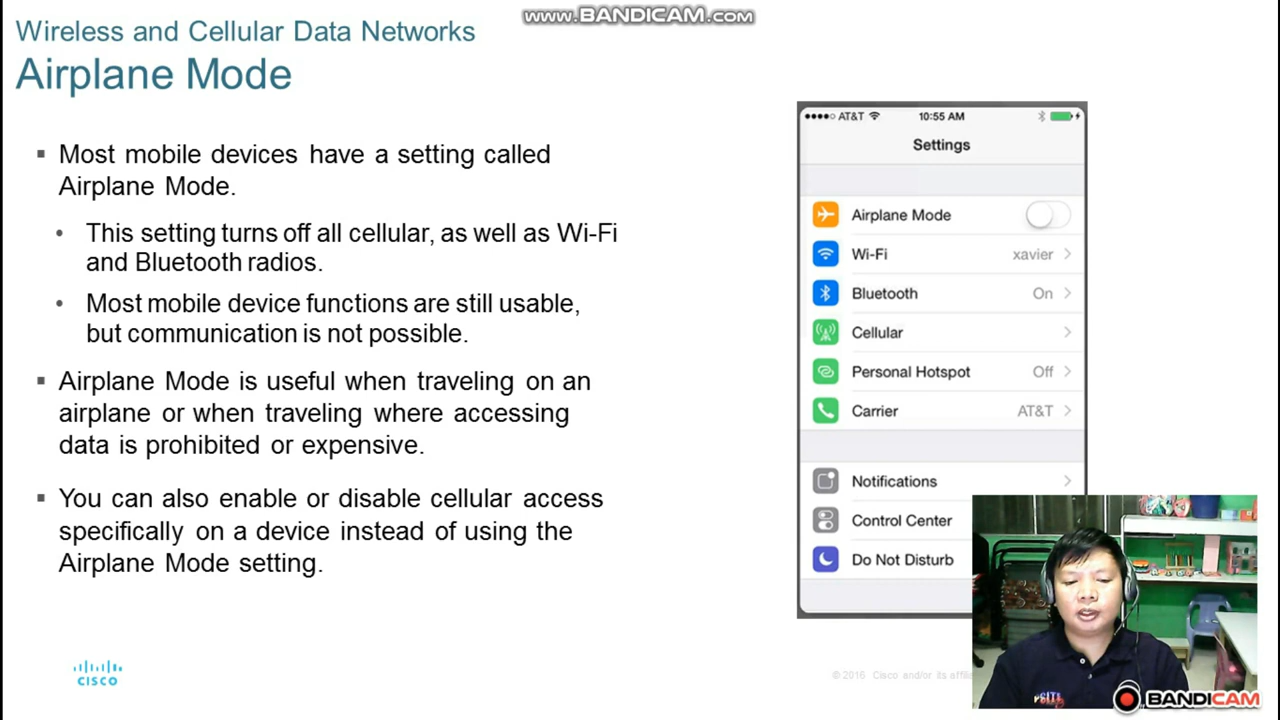 www.BANDICAM.com
Wireless and Cellular Data Networks
Airplane Mode
▪ Most mobile devices have a setting called
Airplane Mode.
• This setting turns off all cellular, as well as Wi-Fi
and Bluetooth radios.
• Most mobile device functions are still usable,
but communication is not possible.
▪ Airplane Mode is useful when traveling on an
airplane or when traveling where accessing
data is prohibited or expensive.
▪ You can also enable or disable cellular access
specifically on a device instead of using the
Airplane Mode setting.
AT&T 10:55 AM
Settings
Airplane Mode
Wi-Fi xavier
Bluetooth On
Cellular
Personal Hotspot Off
Carrier AT&T
Notifications
Control Center
Do Not Disturb
CISCO
© 2016 Cisco and/or its
BANDICAM